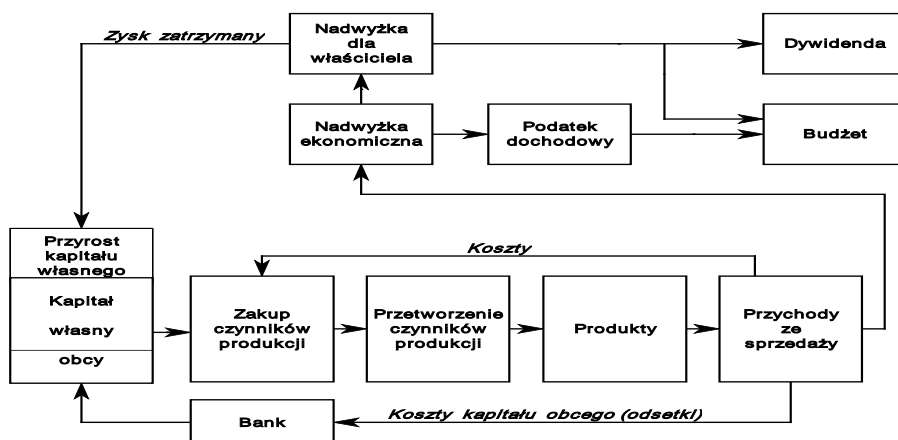 Zysk zatrzymany
Nadwyżka
dla
właściciela
Dywidenda
Nadwyżka
ekonomiczna
Podatek
dochodowy
Budżet
Przyrost
kapitału
własnego
Kapitał
własny
obcy
Koszty
Zakup
czynników
produkcji
Przetworzenie
czynników
produkcji
Produkty
Przychody
ze
sprzedaży
Bank
Koszty kapitału obcego (odsetki)